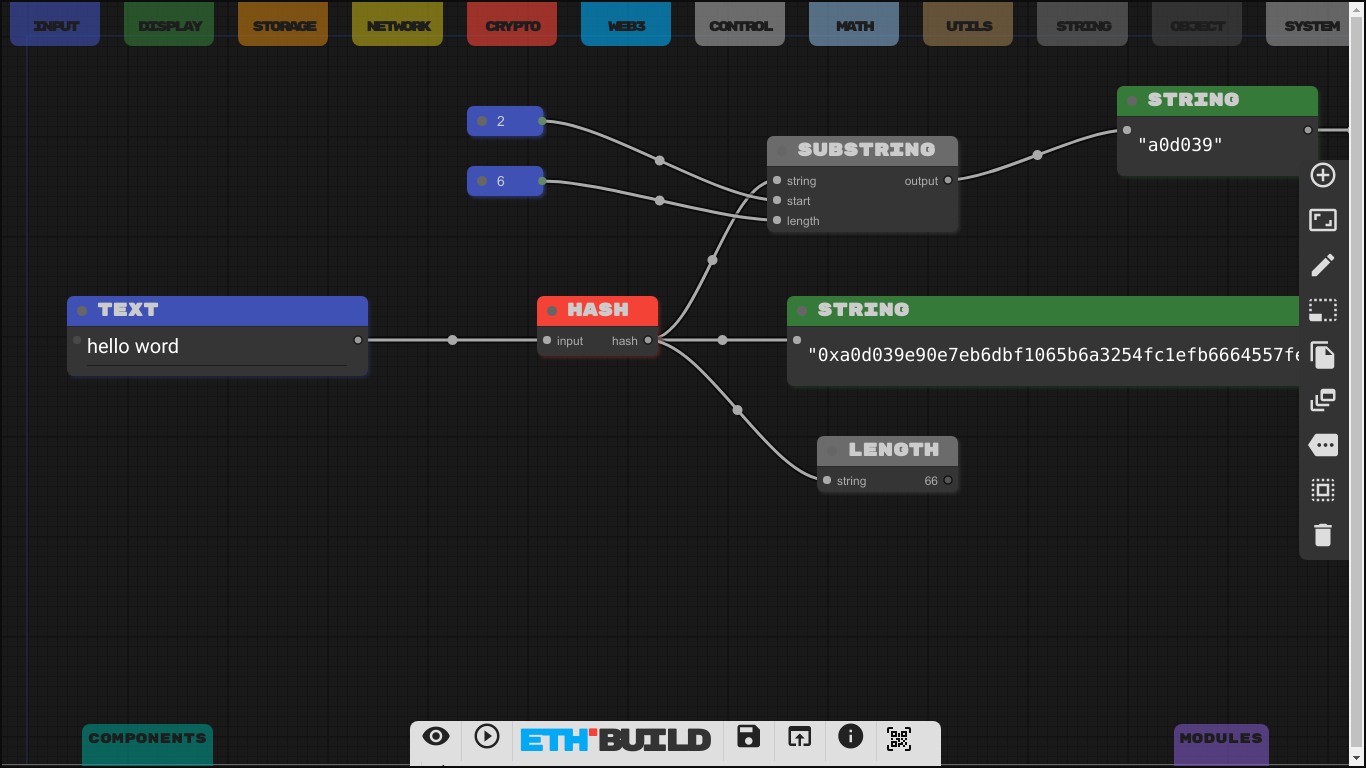 INPUT
DISPLAY
STORAGE
NETWORK
CRYPTO
WEB3
CONTROL
MATH
UTILS
STRING
OBJECT
SYSTEM
STRING
"a0d039"
2
6
SUBSTRING
string
output
start
length
TEXT
hello word
HASH
input
hash
STRING
"0xa0d039e90e7eb6dbf1065b6a3254fc1efb6664557fe
LENGTH
string
66
COMPONENTS
ETH BUILD
MODULES